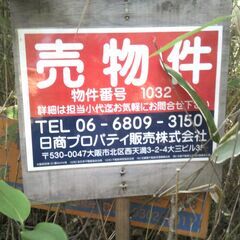 売物件
物件番号 1032
詳細は担当小代迄お気軽にお問合せ下さい
TEL 06-6809-3150
日商プロパティ販売株式会社
〒530-0047大阪市北区西天満3-2-4大三ビル3F